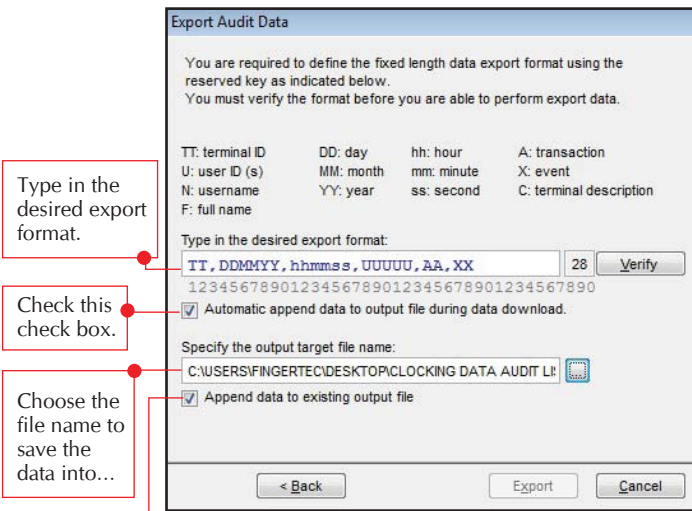 Export Audit Data
You are required to define the fixed length data export format using the
reserved key as indicated below.
You must verify the format before you are able to perform export data.
TT: terminal ID DD: day hh: hour A: transaction
U: user ID (s) MM: month mm: minute X: event
N: username YY: year ss: second C: terminal description
F: full name
Type in the
desired export
format.
Type in the desired export format:
TT,DDMMYY,hhmmss,UUUUU,AA,XX 28 Verify
1234567890123456789012345678901234567890
Check this
check box.
Automatic append data to output file during data download.
Specify the output target file name:
C:\USERS\FINGERTEC\DESKTOP\CLOCKING DATA AUDIT LI
...
Choose the
file name to
save the
data into...
Append data to existing output file
< Back Export Cancel